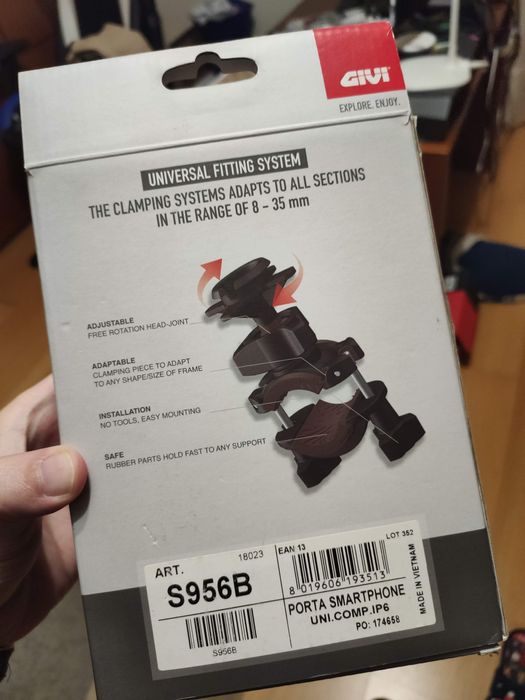 GIVI
EXPLORE. ENJOY.
UNIVERSAL FITTING SYSTEM
THE CLAMPING SYSTEMS ADAPTS TO ALL SECTIONS
IN THE RANGE OF 8 - 35 mm
ADJUSTABLE
FREE ROTATION HEAD-JOINT
ADAPTABLE
CLAMPING PIECE TO ADAPT
TO ANY SHAPE/SIZE OF FRAME
INSTALLATION
NO TOOLS, EASY MOUNTING
SAFE
RUBBER PARTS HOLD FAST TO ANY SUPPORT
ART.
18023
S956B
S956B
EAN 13
LOT 352
8 019606 193513
PORTA SMARTPHONE
UNI.COMP.IP6
PO: 174658
MADE IN VIETNAM